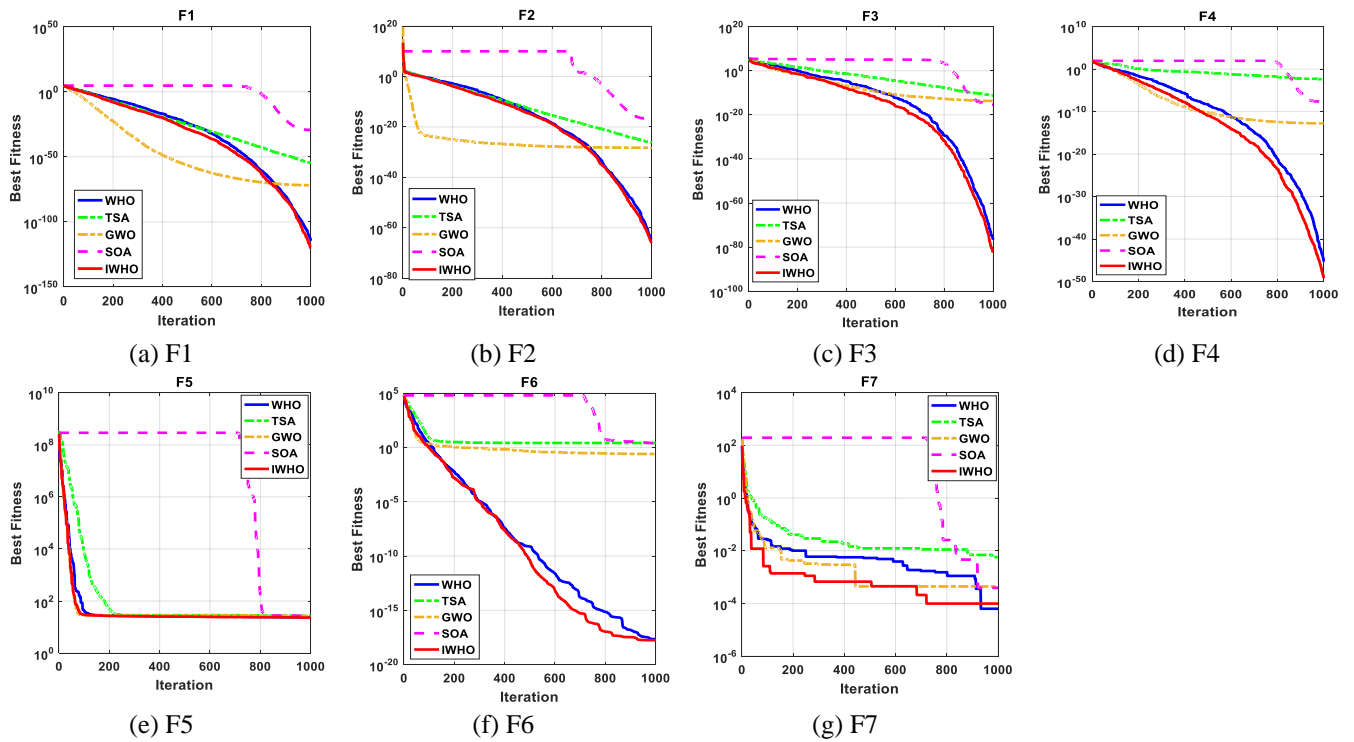 F1
Best Fitness
10^50
10^0
10^-50
10^-100
10^-150
WHO
TSA
GWO
SOA
IWHO
0 200 400 600 800 1000
Iteration
(a) F1
F2
Best Fitness
10^20
10^0
10^-20
10^-40
10^-60
10^-80
WHO
TSA
GWO
SOA
IWHO
0 200 400 600 800 1000
Iteration
(b) F2
F3
Best Fitness
10^20
10^0
10^-20
10^-40
10^-60
10^-80
10^-100
WHO
TSA
GWO
SOA
IWHO
0 200 400 600 800 1000
Iteration
(c) F3
F4
Best Fitness
10^10
10^0
10^-10
10^-20
10^-30
10^-40
10^-50
WHO
TSA
GWO
SOA
IWHO
0 200 400 600 800 1000
Iteration
(d) F4
F5
Best Fitness
10^10
10^8
10^6
10^4
10^2
10^0
WHO
TSA
GWO
SOA
IWHO
0 200 400 600 800 1000
Iteration
(e) F5
F6
Best Fitness
10^5
10^0
10^-5
10^-10
10^-15
10^-20
WHO
TSA
GWO
SOA
IWHO
0 200 400 600 800 1000
Iteration
(f) F6
F7
Best Fitness
10^4
10^2
10^0
10^-2
10^-4
10^-6
WHO
TSA
GWO
SOA
IWHO
0 200 400 600 800 1000
Iteration
(g) F7